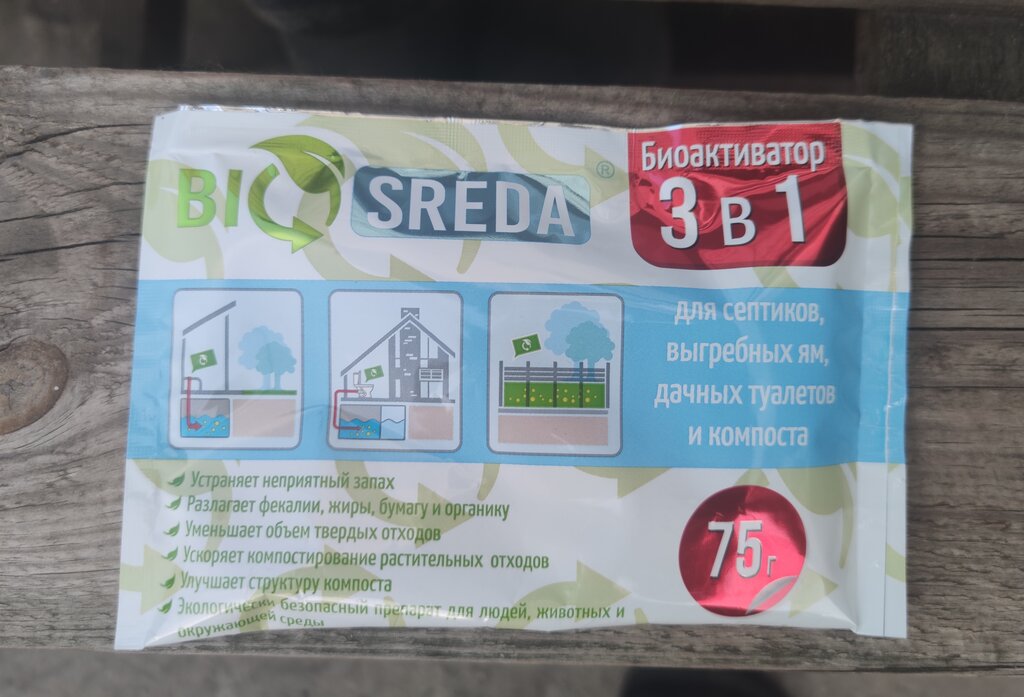 BIO SREDA ®
Биоактиватор
3 в 1
для септиков,
выгребных ям,
дачных туалетов
и компоста
Устраняет неприятный запах
Разлагает фекалии, жиры, бумагу и органику
Уменьшает объем твердых отходов
Ускоряет компостирование растительных отходов
Улучшает структуру компоста
Экологически безопасный препарат для людей, животных и
окружающей среды
75 г